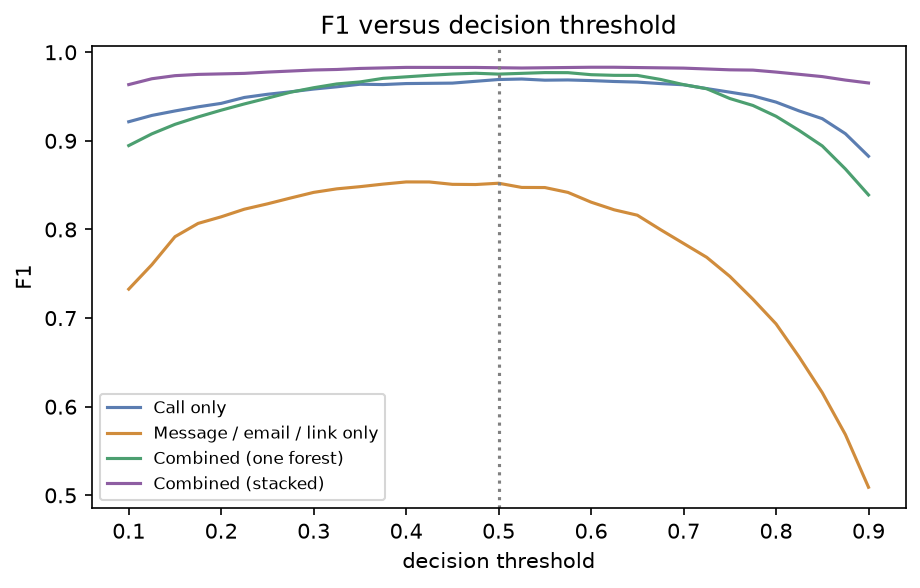 F1 versus decision threshold
1.0
0.9
0.8
0.7
0.6
0.5
F1
Call only
Message / email / link only
Combined (one forest)
Combined (stacked)
0.1 0.2 0.3 0.4 0.5 0.6 0.7 0.8 0.9
decision threshold